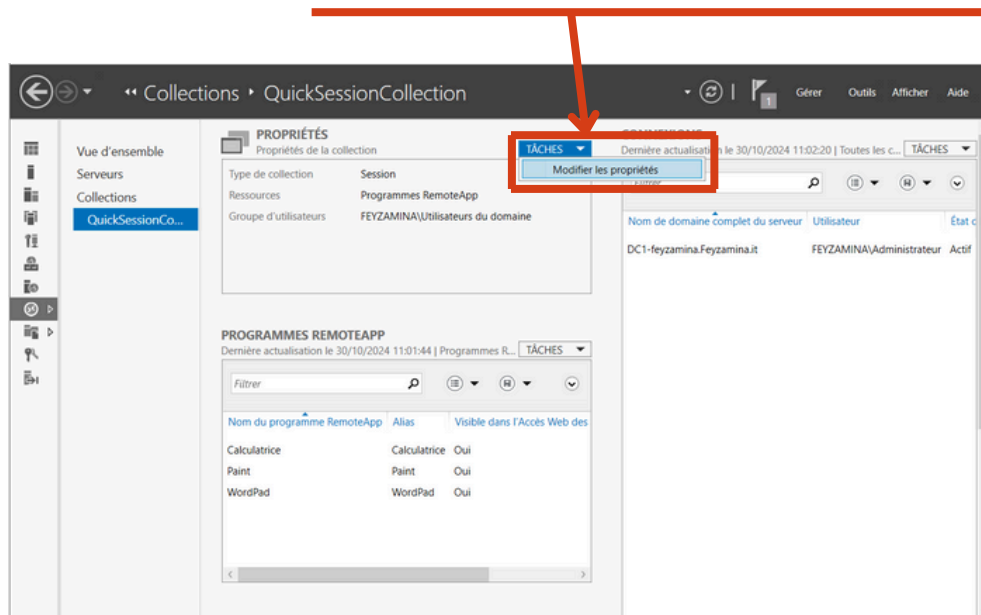 Collections QuickSessionCollection
1 Gérer Outils Afficher Aide
Vue d'ensemble
Serveurs
Collections
QuickSessionCo...
PROPRIÉTÉS
Propriétés de la collection
TÂCHES
Modifier les propriétés
Type de collection Session
Ressources Programmes RemoteApp
Groupe d'utilisateurs FEYZAMINA\Utilisateurs du domaine
PROGRAMMES REMOTEAPP
Dernière actualisation le 30/10/2024 11:01:44 | Programmes R... TÂCHES
Filtrer
Nom du programme RemoteApp Alias Visible dans l'Accès Web des
Calculatrice Calculatrice Oui
Paint Paint Oui
WordPad WordPad Oui
Dernière actualisation le 30/10/2024 11:02:20 | Toutes les c... TÂCHES
Filtrer
Nom de domaine complet du serveur Utilisateur État
DC1-feyzamina.Feyzamina.it FEYZAMINA\Administrateur Actif